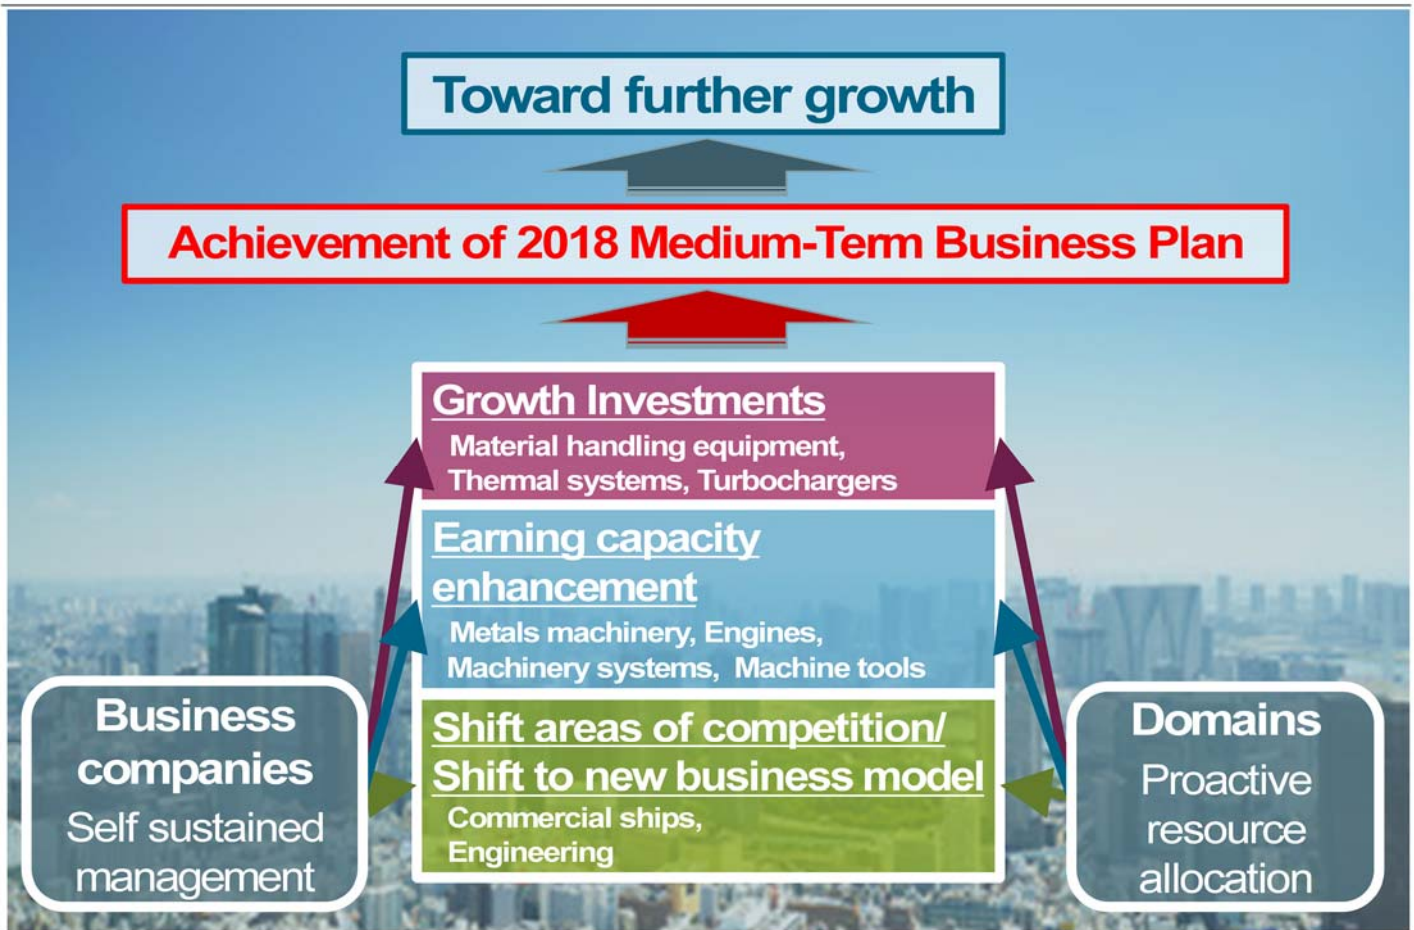 Toward further growth
Achievement of 2018 Medium-Term Business Plan
Growth Investments
Material handling equipment,
Thermal systems, Turbochargers
Earning capacity
enhancement
Metals machinery, Engines,
Machinery systems, Machine tools
Shift areas of competition/
Shift to new business model
Commercial ships,
Engineering
Business
companies
Self sustained
management
Domains
Proactive
resource
allocation